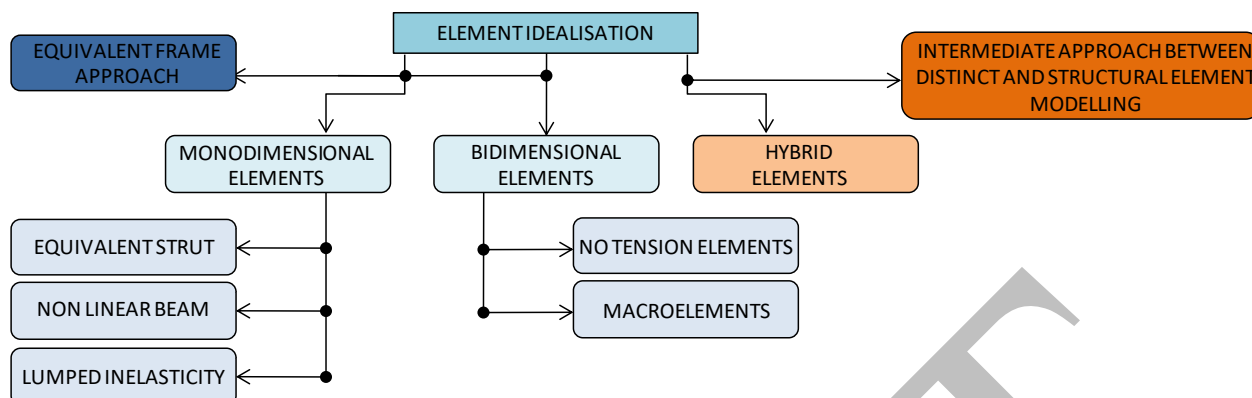 ELEMENT IDEALISATION
EQUIVALENT FRAME
APPROACH
INTERMEDIATE APPROACH BETWEEN
DISTINCT AND STRUCTURAL ELEMENT
MODELLING
MONODIMENSIONAL
ELEMENTS
BIDIMENSIONAL
ELEMENTS
HYBRID
ELEMENTS
EQUIVALENT STRUT
NON LINEAR BEAM
LUMPED INELASTICITY
NO TENSION ELEMENTS
MACROELEMENTS
T